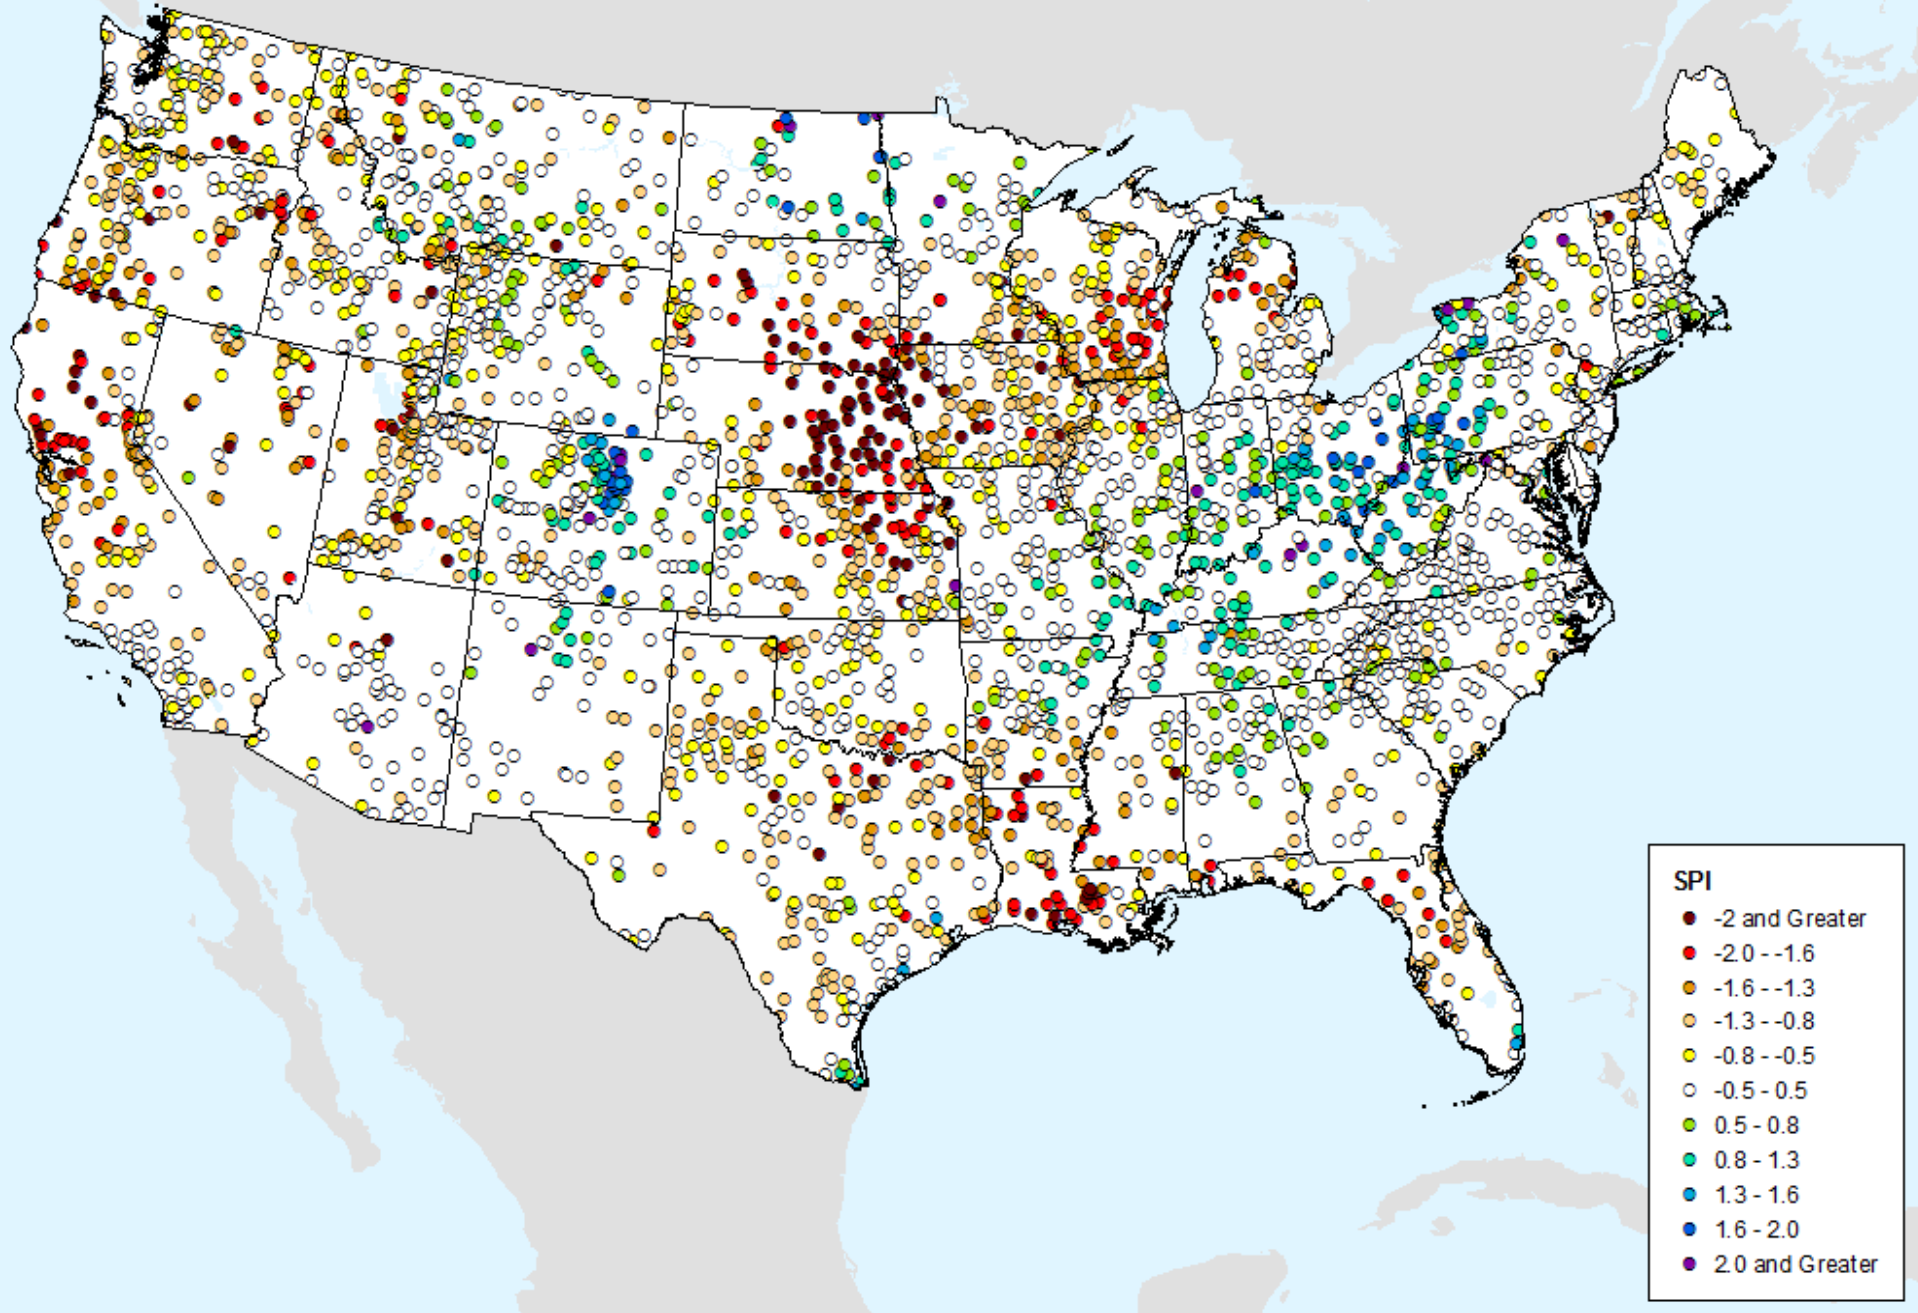 SPI
-2 and Greater
-2.0 - -1.6
-1.6 - -1.3
-1.3 - -0.8
-0.8 - -0.5
-0.5 - 0.5
0.5 - 0.8
0.8 - 1.3
1.3 - 1.6
1.6 - 2.0
2.0 and Greater